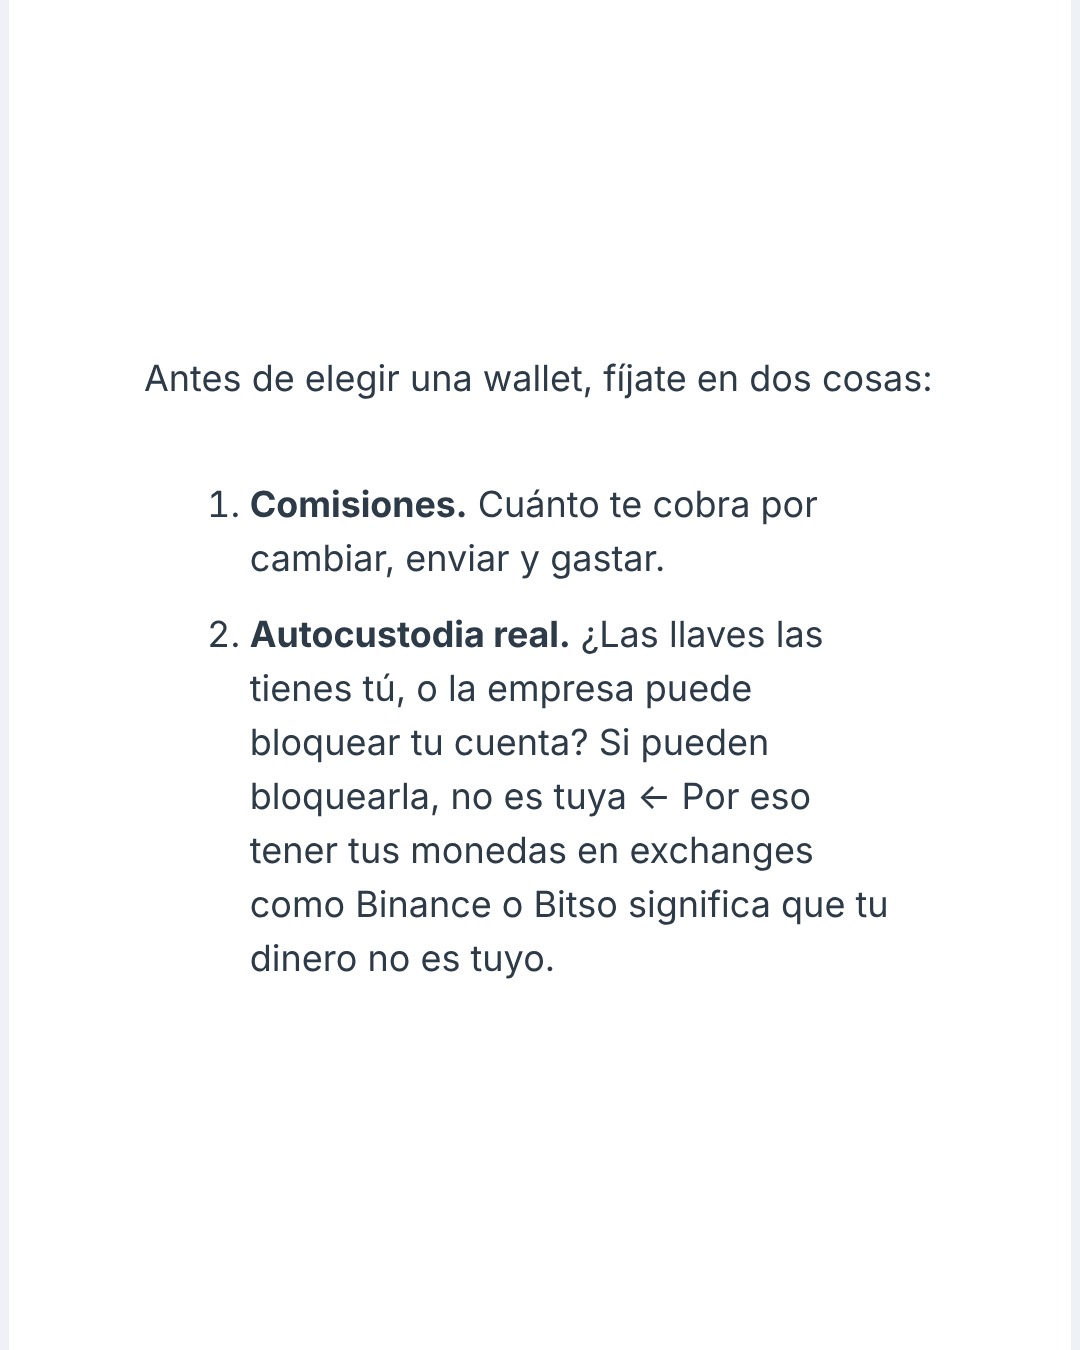 Antes de elegir una wallet, fíjate en dos cosas:
1. Comisiones. Cuánto te cobra por
cambiar, enviar y gastar.
2. Autocustodia real. ¿Las llaves las
tienes tú, o la empresa puede
bloquear tu cuenta? Si pueden
bloquearla, no es tuya ← Por eso
tener tus monedas en exchanges
como Binance o Bitso significa que tu
dinero no es tuyo.